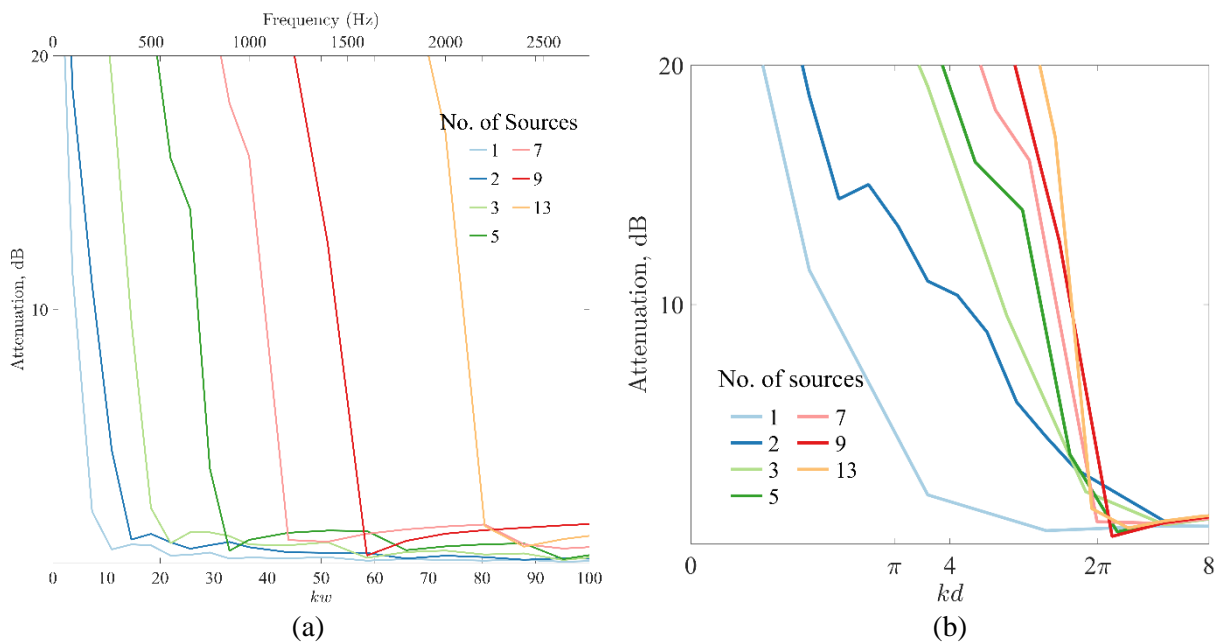 Frequency (Hz)
0 500 1000 1500 2000 2500
20
10
Attenuation, dB
No. of Sources
1 7
2 9
3 13
5
0 10 20 30 40 50 60 70 80 90 100
kw
(a)
20
10
Attenuation, dB
No. of sources
1 7
2 9
3 13
5
0 π 4 2π 8
kd
(b)